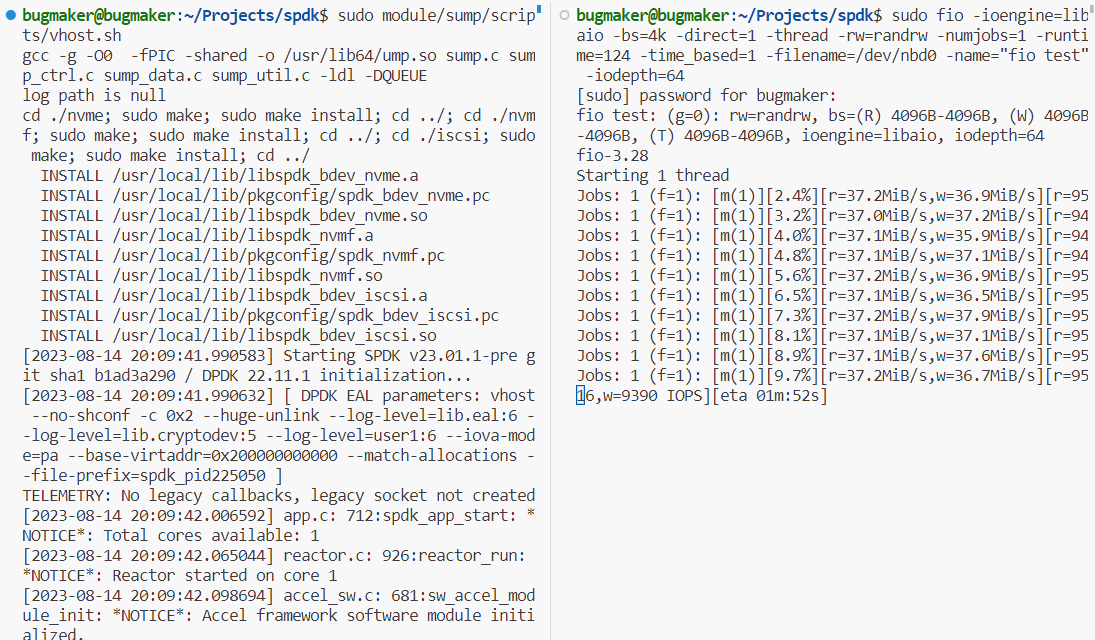 bugmaker@bugmaker:~/Projects/spdk$ sudo module/sump/scrip
ts/vhost.sh
gcc -g -O0  -fPIC -shared -o /usr/lib64/ump.so sump.c sum
p_ctrl.c sump_data.c sump_util.c -ldl -DQUEUE
log path is null
cd ./nvme; sudo make; sudo make install; cd ../; cd ./nvm
f; sudo make; sudo make install; cd ../; cd ./iscsi; sudo
 make; sudo make install; cd ../
  INSTALL /usr/local/lib/libspdk_bdev_nvme.a
  INSTALL /usr/local/lib/pkgconfig/spdk_bdev_nvme.pc
  INSTALL /usr/local/lib/libspdk_bdev_nvme.so
  INSTALL /usr/local/lib/libspdk_nvmf.a
  INSTALL /usr/local/lib/pkgconfig/spdk_nvmf.pc
  INSTALL /usr/local/lib/libspdk_nvmf.so
  INSTALL /usr/local/lib/libspdk_bdev_iscsi.a
  INSTALL /usr/local/lib/pkgconfig/spdk_bdev_iscsi.pc
  INSTALL /usr/local/lib/libspdk_bdev_iscsi.so
[2023-08-14 20:09:41.990583] Starting SPDK v23.01.1-pre g
it sha1 b1ad3a290 / DPDK 22.11.1 initialization...
[2023-08-14 20:09:41.990632] [ DPDK EAL parameters: vhost
 --no-shconf -c 0x2 --huge-unlink --log-level=lib.eal:6 -
-log-level=lib.cryptodev:5 --log-level=user1:6 --iova-mod
e=pa --base-virtaddr=0x200000000000 --match-allocations -
-file-prefix=spdk_pid225050 ]
TELEMETRY: No legacy callbacks, legacy socket not created
[2023-08-14 20:09:42.006592] app.c: 712:spdk_app_start: *
NOTICE*: Total cores available: 1
[2023-08-14 20:09:42.065044] reactor.c: 926:reactor_run:
*NOTICE*: Reactor started on core 1
[2023-08-14 20:09:42.098694] accel_sw.c: 681:sw_accel_mod
ule_init: *NOTICE*: Accel framework software module initi
alized.
bugmaker@bugmaker:~/Projects/spdk$ sudo fio -ioengine=lib
aio -bs=4k -direct=1 -thread -rw=randrw -numjobs=1 -runti
me=124 -time_based=1 -filename=/dev/nbd0 -name="fio test"
 -iodepth=64
[sudo] password for bugmaker:
fio test: (g=0): rw=randrw, bs=(R) 4096B-4096B, (W) 4096B
-4096B, (T) 4096B-4096B, ioengine=libaio, iodepth=64
fio-3.28
Starting 1 thread
Jobs: 1 (f=1): [m(1)][2.4%][r=37.2MiB/s,w=36.9MiB/s][r=95
Jobs: 1 (f=1): [m(1)][3.2%][r=37.0MiB/s,w=37.2MiB/s][r=94
Jobs: 1 (f=1): [m(1)][4.0%][r=37.1MiB/s,w=35.9MiB/s][r=94
Jobs: 1 (f=1): [m(1)][4.8%][r=37.1MiB/s,w=37.1MiB/s][r=94
Jobs: 1 (f=1): [m(1)][5.6%][r=37.2MiB/s,w=36.9MiB/s][r=95
Jobs: 1 (f=1): [m(1)][6.5%][r=37.1MiB/s,w=36.5MiB/s][r=95
Jobs: 1 (f=1): [m(1)][7.3%][r=37.2MiB/s,w=37.9MiB/s][r=95
Jobs: 1 (f=1): [m(1)][8.1%][r=37.1MiB/s,w=37.1MiB/s][r=95
Jobs: 1 (f=1): [m(1)][8.9%][r=37.1MiB/s,w=37.6MiB/s][r=95
Jobs: 1 (f=1): [m(1)][9.7%][r=37.2MiB/s,w=36.7MiB/s][r=95
16,w=9390 IOPS][eta 01m:52s]